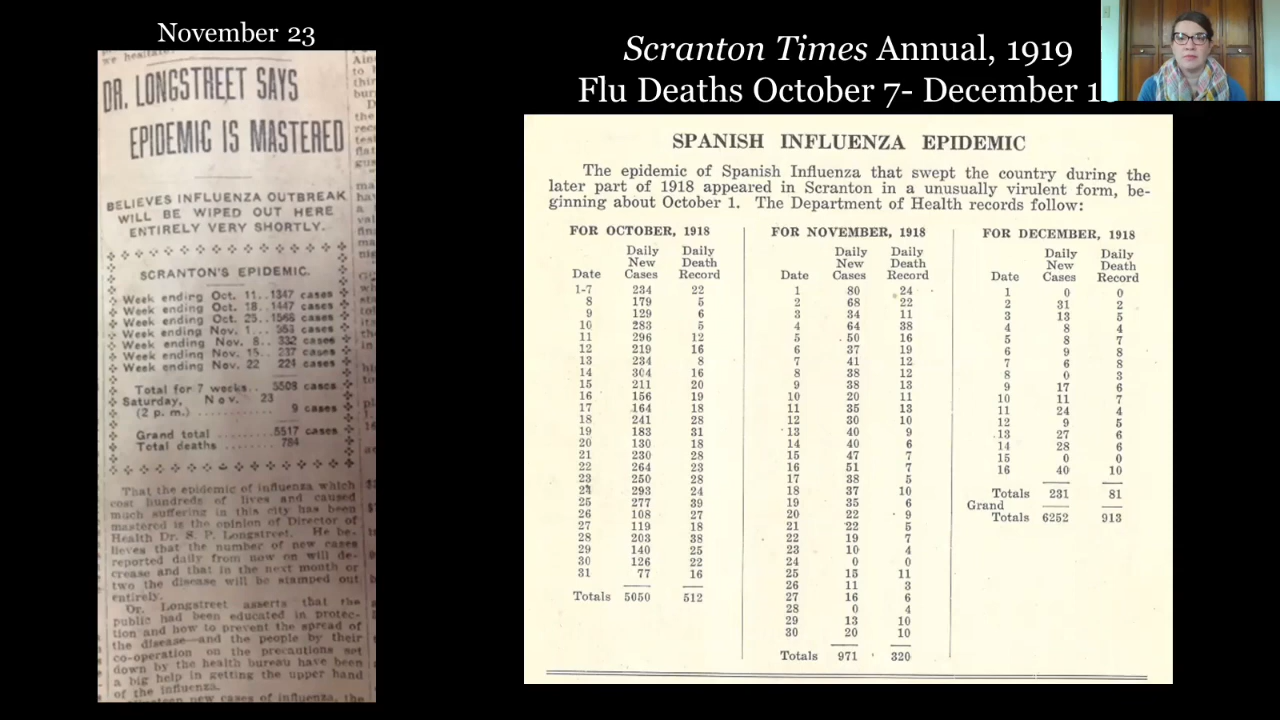 November 23
we hesitate.
DR. LONGSTREET SAYS
EPIDEMIC IS MASTERED
BELIEVES INFLUENZA OUTBREAK
WILL BE WIPED OUT HERE
ENTIRELY VERY SHORTLY.
SCRANTON'S EPIDEMIC.
Week ending Oct. 11..1347 cases
Week ending Oct. 18..1447 cases
Week ending Oct. 25..1568 cases
Week ending Nov. 1... 353 cases
Week ending Nov. 8.. 332 cases
Week ending Nov. 15.. 237 cases
Week ending Nov. 22 224 cases
Total for 7 weeks.. 5508 cases
Saturday, Nov. 23
(2 p. m.) .......... 9 cases
Grand total ........5517 cases
Total deaths ....... 784
That the epidemic of influenza which
cost hundreds of lives and caused
much suffering in this city has been
mastered is the opinion of Director of
Health Dr. S. P. Longstreet. He be-
lieves that the number of new cases
reported daily from now on will de-
crease and that in the next month or
two the disease will be stamped out
entirely.
Dr. Longstreet asserts that the
public had been educated in protec-
tion and how to prevent the spread of
the disease—and the people by their
co-operation on the precautions set
down by the health bureau have been
a big help in getting the upper hand
of the influenza.
new cases of influenza, the
Scranton Times Annual, 1919
Flu Deaths October 7- December
SPANISH INFLUENZA EPIDEMIC
The epidemic of Spanish Influenza that swept the country during the
later part of 1918 appeared in Scranton in a unusually virulent form, be-
ginning about October 1. The Department of Health records follow:
FOR OCTOBER, 1918
Daily Daily
New Death
Date Cases Record
1-7 234 22
8 179 5
9 129 6
10 283 5
11 296 12
12 219 16
13 234 8
14 304 16
15 211 20
16 156 19
17 164 18
18 241 28
19 183 31
20 130 18
21 230 28
22 264 23
23 250 28
24 293 24
25 277 39
26 108 27
27 119 18
28 203 38
29 140 25
30 126 22
31 77 16
Totals 5050 512
FOR NOVEMBER, 1918
Daily Daily
New Death
Date Cases Record
1 80 24
2 68 22
3 34 11
4 64 38
5 50 16
6 37 19
7 41 12
8 38 12
9 38 13
10 20 11
11 35 13
12 30 10
13 40 9
14 40 6
15 47 7
16 51 7
17 38 5
18 37 10
19 35 6
20 22 9
21 22 5
22 19 7
23 10 4
24 0 0
25 15 11
26 11 3
27 16 6
28 0 4
29 13 10
30 20 10
Totals 971 320
FOR DECEMBER, 1918
Daily Daily
New Death
Date Cases Record
1 0 0
2 31 2
3 13 5
4 8 4
5 8 7
6 9 8
7 6 8
8 0 3
9 17 6
10 11 7
11 24 4
12 9 5
13 27 6
14 28 6
15 0 0
16 40 10
Totals 231 81
Grand
Totals 6252 913